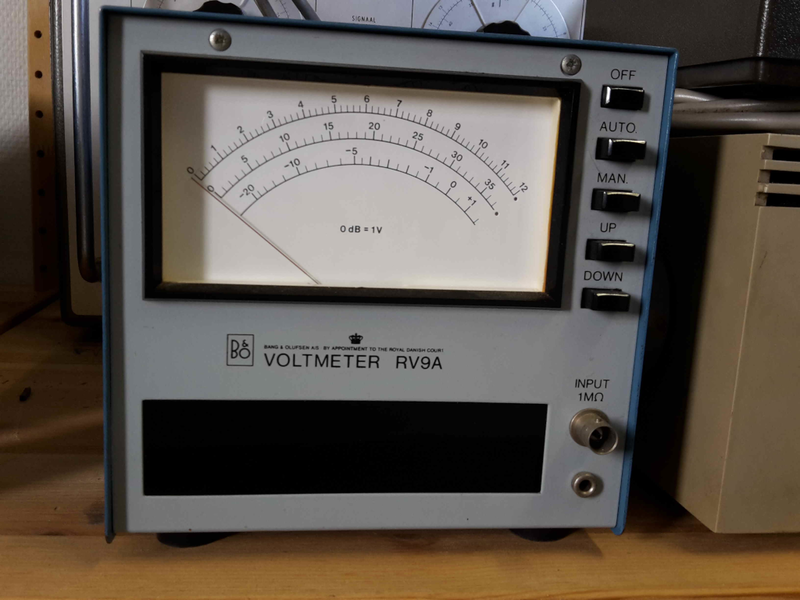 SIGNAAL
OFF
AUTO.
MAN.
UP
DOWN
0 1 2 3 4 5 6 7 8 9 10 11 12
0 5 10 15 20 25 30 35
-20 -10 -5 -1 0 +1
0 dB = 1V
B&O
BANG & OLUFSEN A/S BY APPOINTMENT TO THE ROYAL DANISH COURT
VOLTMETER RV9A
INPUT
1MΩ